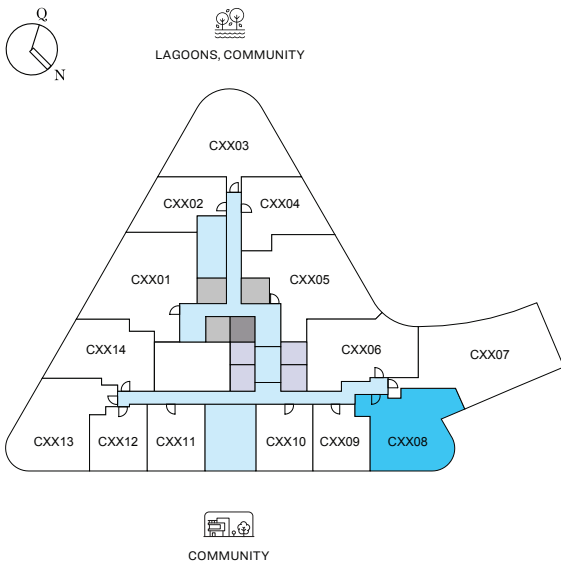 Q
N
LAGOONS, COMMUNITY
CXX03
CXX02
CXX04
CXX01
CXX05
CXX14
CXX06
CXX07
CXX13
CXX12
CXX11
CXX10
CXX09
CXX08
COMMUNITY